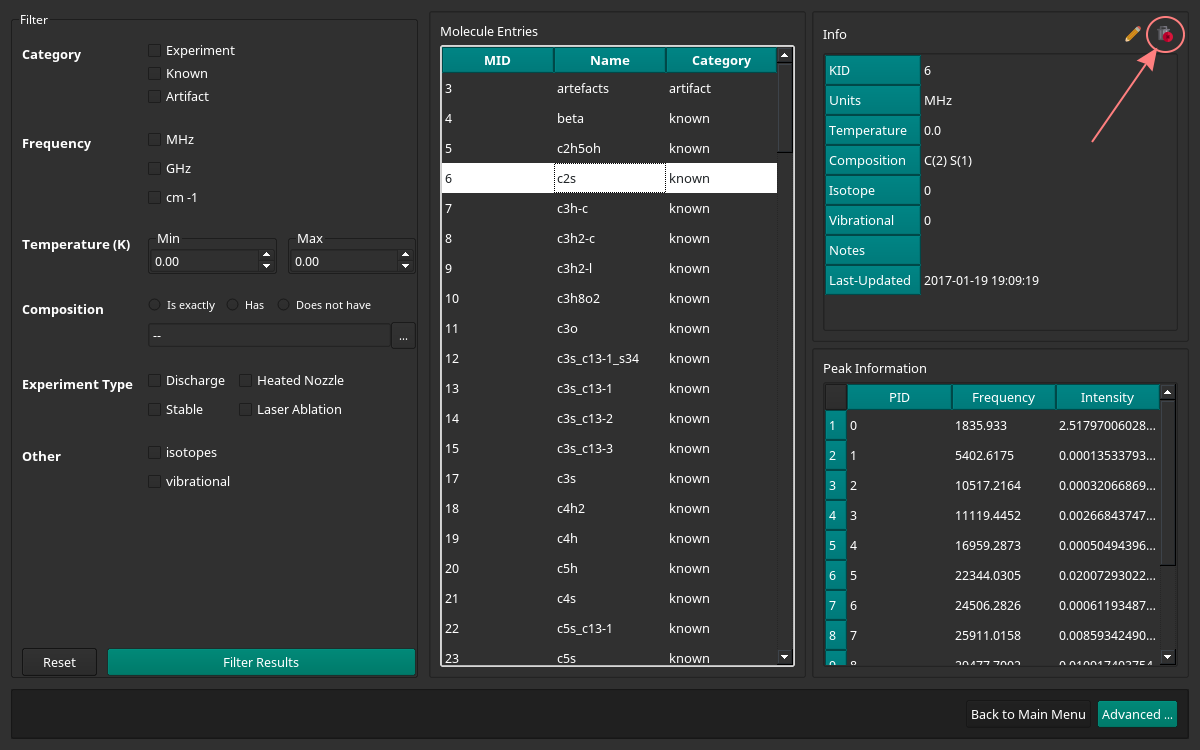 Filter
Category
Experiment
Known
Artifact
Frequency
MHz
GHz
cm -1
Temperature (K)
Min
Max
0.00
0.00
Composition
Is exactly
Has
Does not have
--
...
Experiment Type
Discharge
Heated Nozzle
Stable
Laser Ablation
Other
isotopes
vibrational
Reset
Filter Results
Molecule Entries
MID Name Category
3 artefacts artifact
4 beta known
5 c2h5oh known
6 c2s known
7 c3h-c known
8 c3h2-c known
9 c3h2-l known
10 c3h8o2 known
11 c3o known
12 c3s_c13-1_s34 known
13 c3s_c13-1 known
14 c3s_c13-2 known
15 c3s_c13-3 known
17 c3s known
18 c4h2 known
19 c4h known
20 c5h known
21 c4s known
22 c5s_c13-1 known
23 c5s known
Info
KID 6
Units MHz
Temperature 0.0
Composition C(2) S(1)
Isotope 0
Vibrational 0
Notes
Last-Updated 2017-01-19 19:09:19
Peak Information
PID Frequency Intensity
1 0 1835.933 2.51797006028...
2 1 5402.6175 0.00013533793...
3 2 10517.2164 0.00032066869...
4 3 11119.4452 0.00266843747...
5 4 16959.2873 0.00050494396...
6 5 22344.0305 0.02007293022...
7 6 24506.2826 0.00061193487...
8 7 25911.0158 0.00859342490...
9 8
Back to Main Menu
Advanced ...